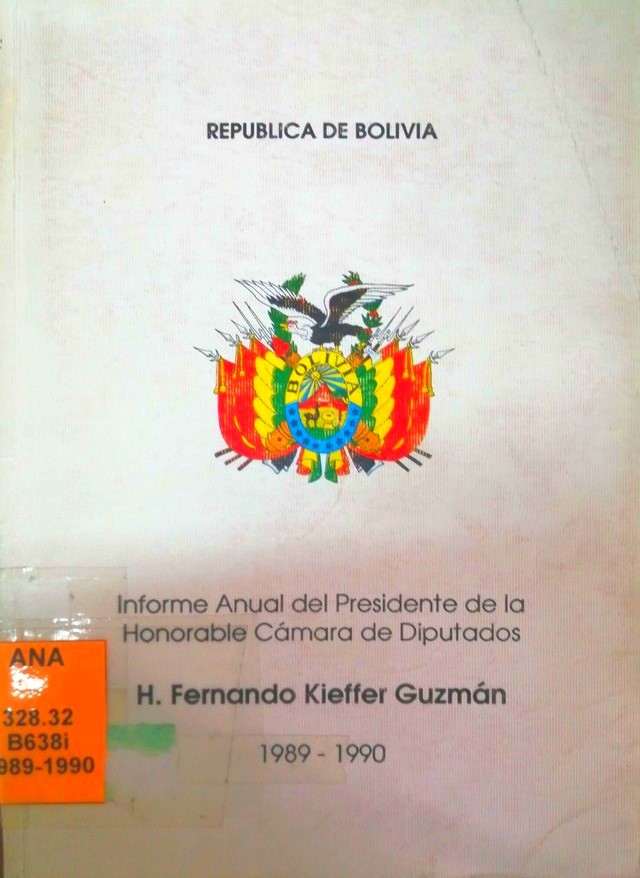 REPUBLICA DE BOLIVIA
BOLIVIA
Informe Anual del Presidente de la
Honorable Cámara de Diputados
H. Fernando Kieffer Guzmán
1989 - 1990
ANA
328.32
B638i
989-1990